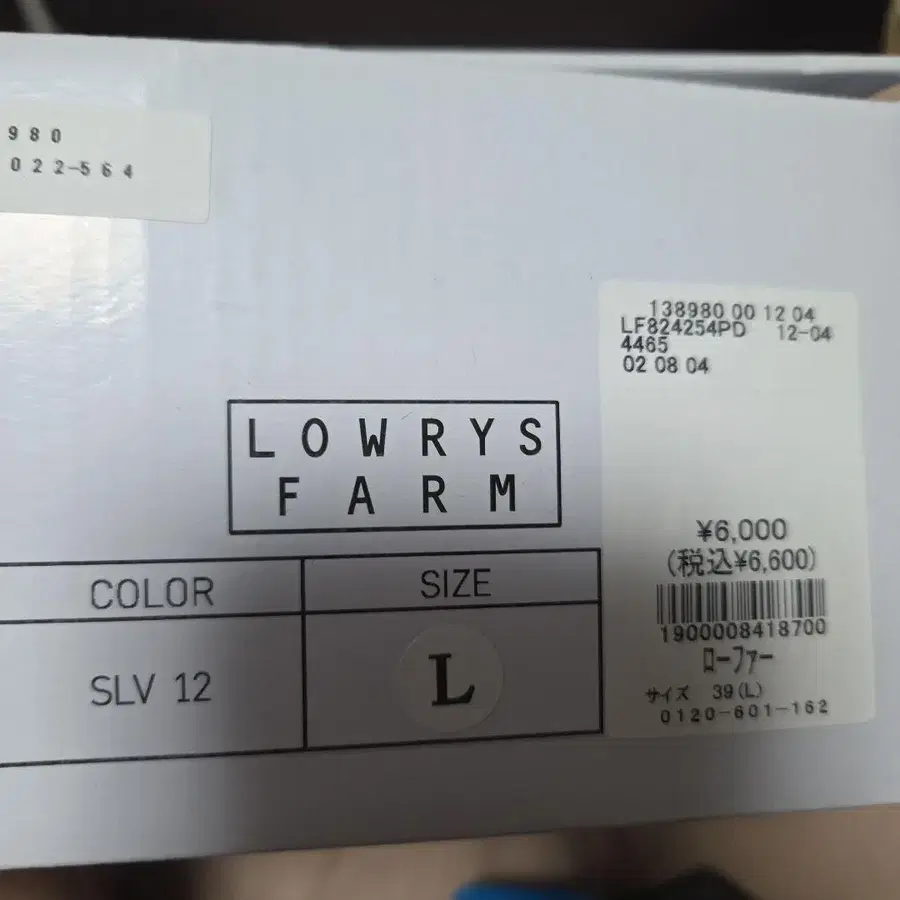 980
022-564
138980 00 12 04
LF824254PD 12-04
4465
02 08 04
LOWRYS
FARM
¥6,000
(税込¥6,600)
1900008418700
ローファー
サイズ 39(L)
0120-601-162
COLOR SIZE
SLV 12 L